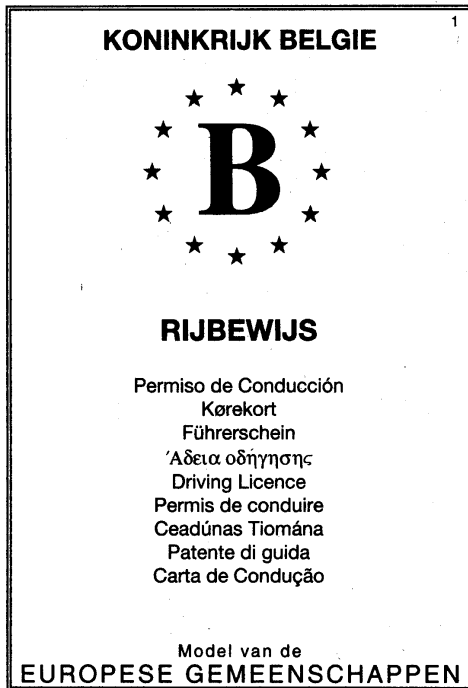 1
KONINKRIJK BELGIE
B
RIJBEWIJS
Permiso de Conducción
Kørekort
Führerschein
Άδεια οδήγησης
Driving Licence
Permis de conduire
Ceadúnas Tiomána
Patente di guida
Carta de Condução
Model van de
EUROPESE GEMEENSCHAPPEN